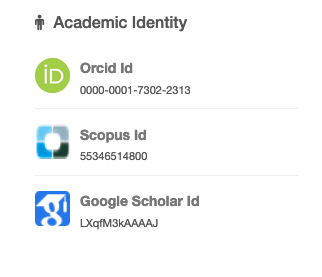 Academic Identity
Orcid Id
0000-0001-7302-2313
Scopus Id
55346514800
Google Scholar Id
LXqfM3kAAAAJ